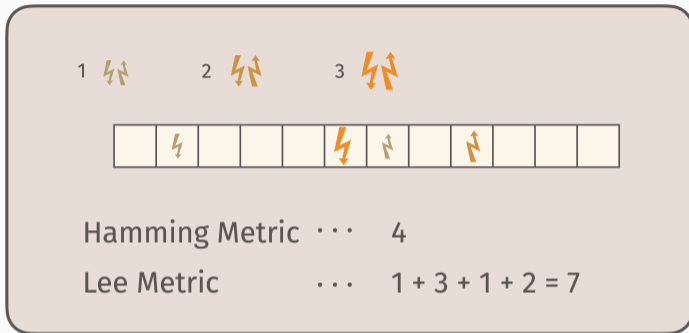 1 2 3
Hamming Metric ··· 4
Lee Metric ··· 1 + 3 + 1 + 2 = 7